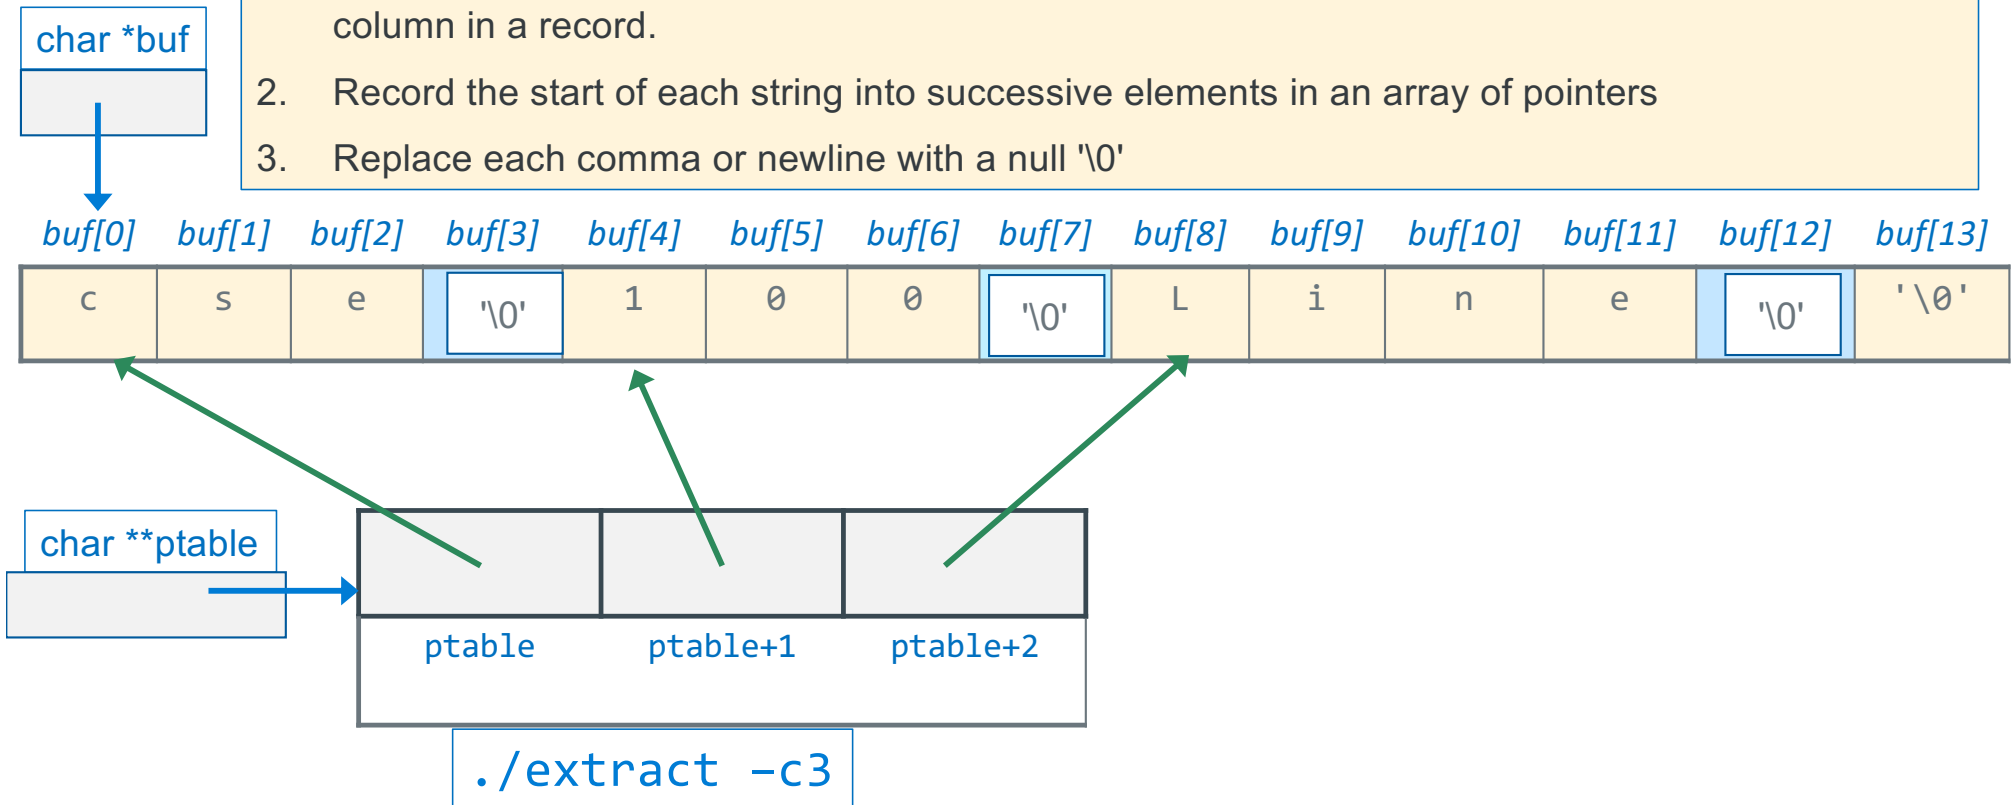 char *buf
column in a record.
2. Record the start of each string into successive elements in an array of pointers
3. Replace each comma or newline with a null '\0'
buf[0] buf[1] buf[2] buf[3] buf[4] buf[5] buf[6] buf[7] buf[8] buf[9] buf[10] buf[11] buf[12] buf[13]
c s e '\0' 1 0 0 '\0' L i n e '\0' '\0'
char **ptable
ptable ptable+1 ptable+2
./extract –c3